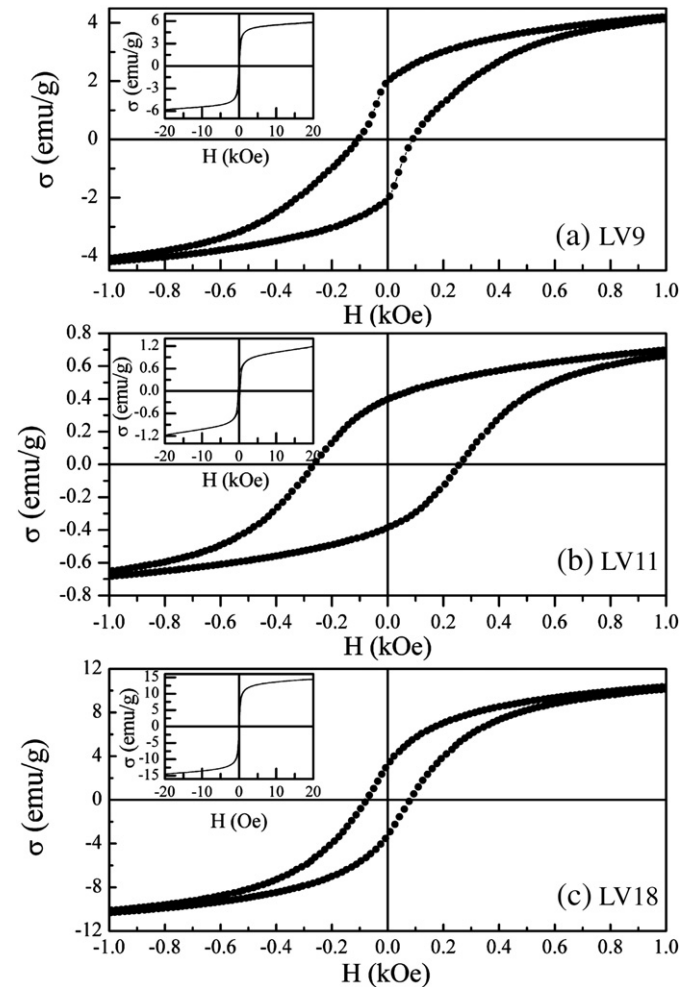 σ (emu/g)
4
2
0
-2
-4
6
3
0
-3
-6
σ (emu/g)
-20 -10 0 10 20
H (kOe)
(a) LV9
-1.0 -0.8 -0.6 -0.4 -0.2 0.0 0.2 0.4 0.6 0.8 1.0
H (kOe)
σ (emu/g)
0.8
0.6
0.4
0.2
0.0
-0.2
-0.4
-0.6
-0.8
1.2
0.6
0.0
-0.6
-1.2
σ (emu/g)
-20 -10 0 10 20
H (kOe)
(b) LV11
-1.0 -0.8 -0.6 -0.4 -0.2 0.0 0.2 0.4 0.6 0.8 1.0
H (kOe)
σ (emu/g)
12
8
4
0
-4
-8
-12
15
10
5
0
-5
-10
-15
σ (emu/g)
-20 -10 0 10 20
H (Oe)
(c) LV18
-1.0 -0.8 -0.6 -0.4 -0.2 0.0 0.2 0.4 0.6 0.8 1.0
H (kOe)